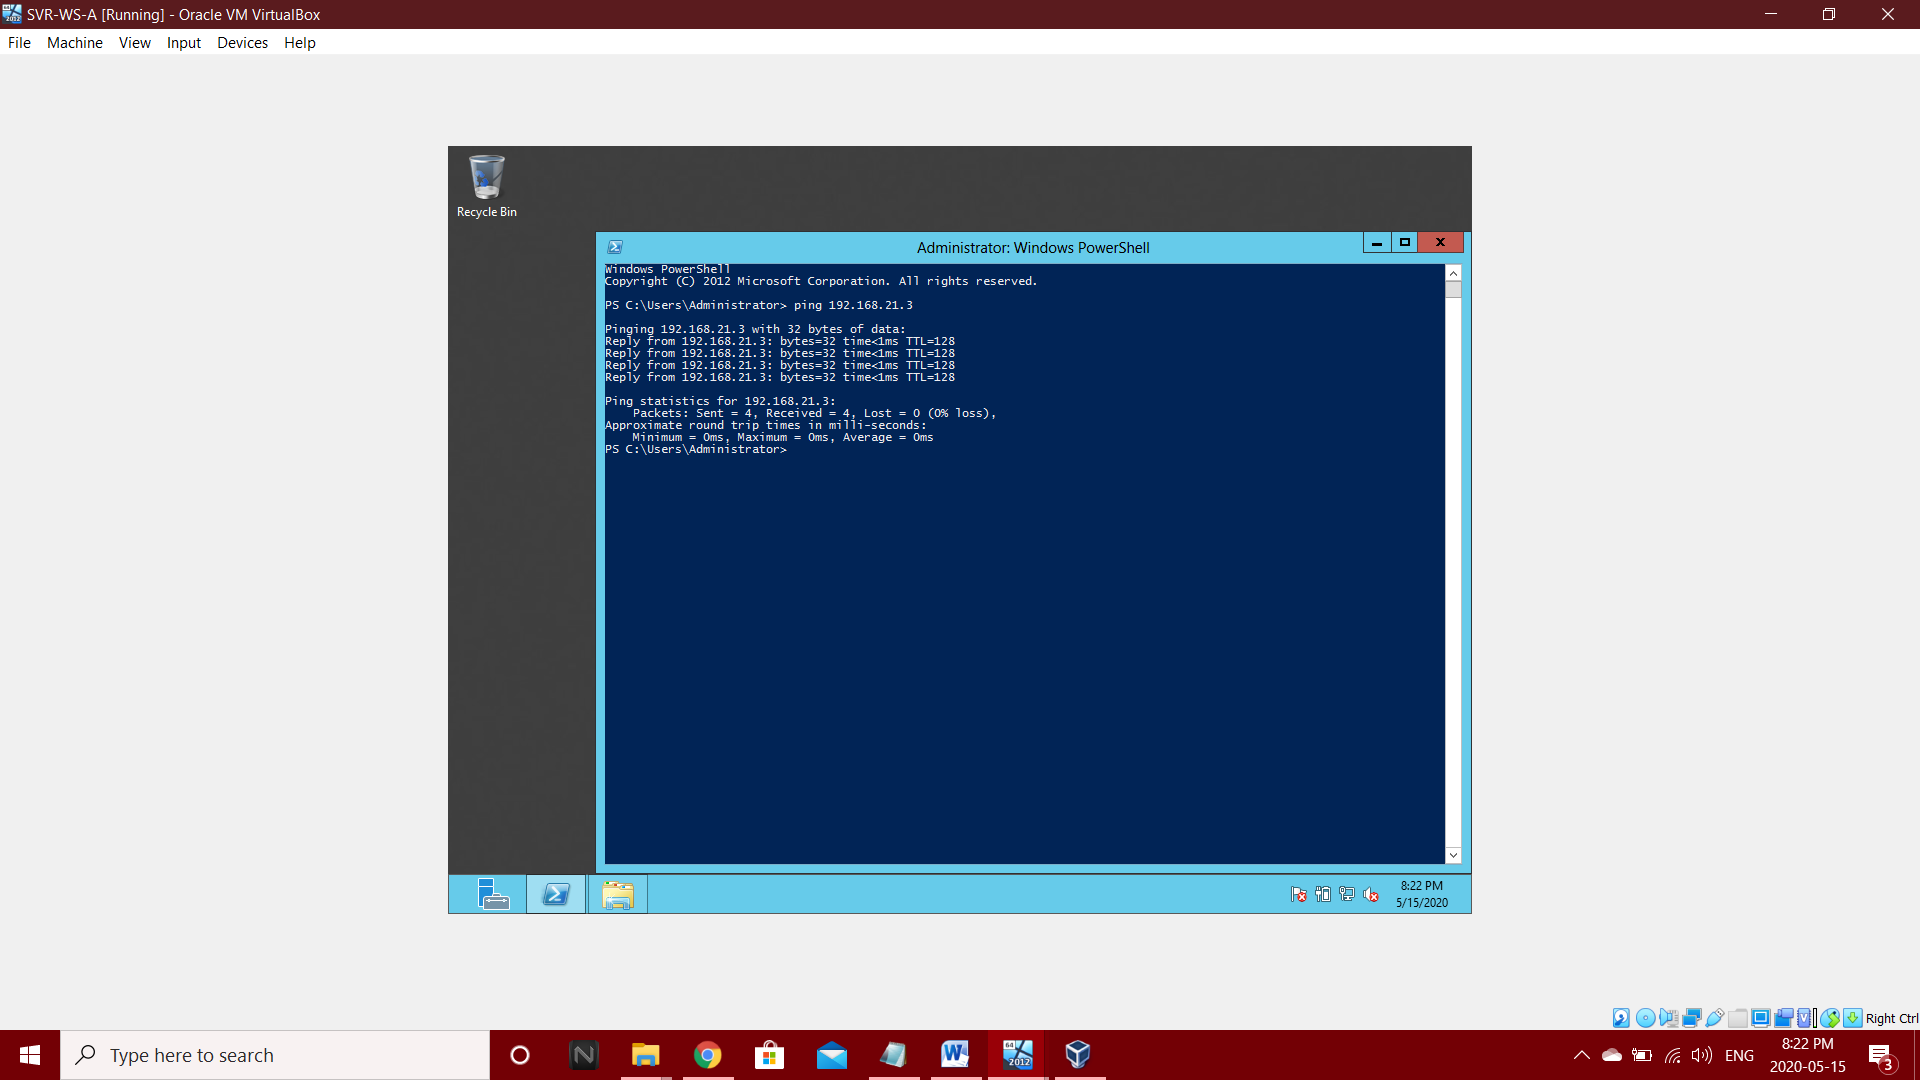 SVR-WS-A [Running] - Oracle VM VirtualBox
File Machine View Input Devices Help
Recycle Bin
Administrator: Windows PowerShell
Windows PowerShell
Copyright (C) 2012 Microsoft Corporation. All rights reserved.
PS C:\Users\Administrator> ping 192.168.21.3
Pinging 192.168.21.3 with 32 bytes of data:
Reply from 192.168.21.3: bytes=32 time<1ms TTL=128
Reply from 192.168.21.3: bytes=32 time<1ms TTL=128
Reply from 192.168.21.3: bytes=32 time<1ms TTL=128
Reply from 192.168.21.3: bytes=32 time<1ms TTL=128
Ping statistics for 192.168.21.3:
Packets: Sent = 4, Received = 4, Lost = 0 (0% loss),
Approximate round trip times in milli-seconds:
Minimum = 0ms, Maximum = 0ms, Average = 0ms
PS C:\Users\Administrator>
8:22 PM
5/15/2020
Right Ctrl
Type here to search
N
W
64
2012
ENG
8:22 PM
2020-05-15
3